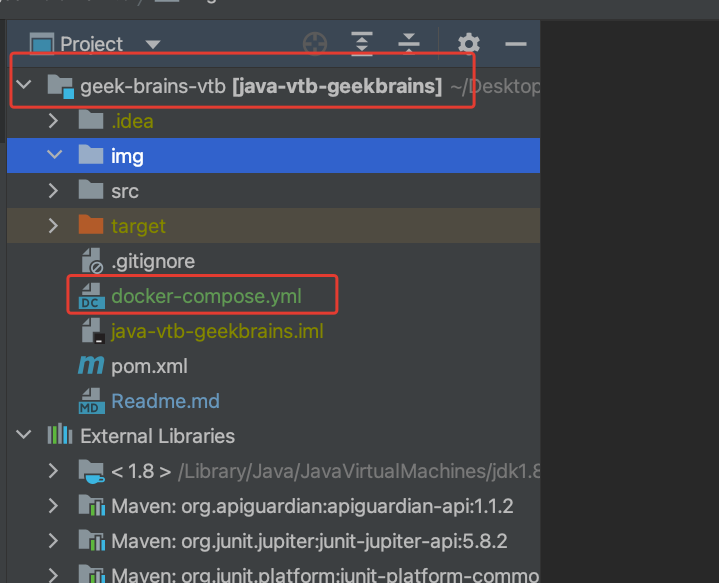 Project
geek-brains-vtb [java-vtb-geekbrains] ~/Desktop
.idea
img
src
target
.gitignore
DC docker-compose.yml
java-vtb-geekbrains.iml
m pom.xml
MD Readme.md
External Libraries
< 1.8 > /Library/Java/JavaVirtualMachines/jdk1.8
Maven: org.apiguardian:apiguardian-api:1.1.2
Maven: org.junit.jupiter:junit-jupiter-api:5.8.2
Maven: org.junit.platform:junit-platform-commo